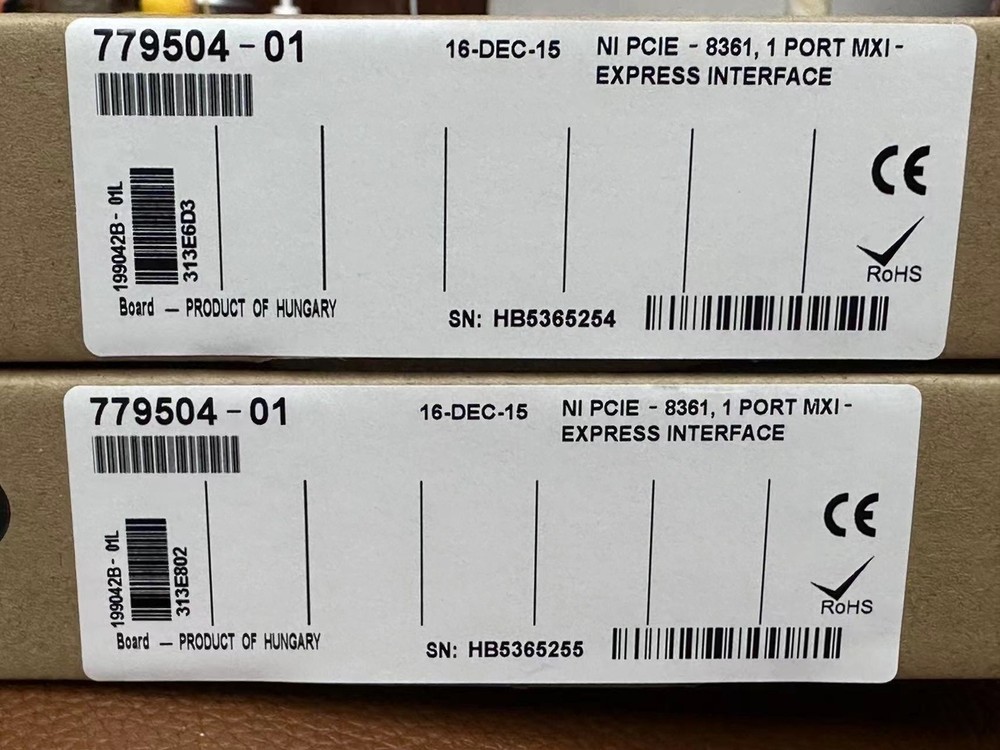 779504-01 16-DEC-15 NI PCIE - 8361, 1 PORT MXI-
EXPRESS INTERFACE
CE
199042B-01L
313E6D3
RoHS
Board — PRODUCT OF HUNGARY
SN: HB5365254
779504-01 16-DEC-15 NI PCIE - 8361, 1 PORT MXI-
EXPRESS INTERFACE
CE
199042B-01L
313E802
RoHS
Board — PRODUCT OF HUNGARY
SN: HB5365255